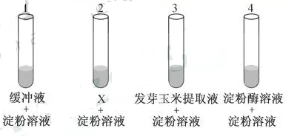 1 2 3 4
缓冲液 X 发芽玉米提取液 淀粉酶溶液
+ + + +
淀粉溶液 淀粉溶液 淀粉溶液 淀粉溶液